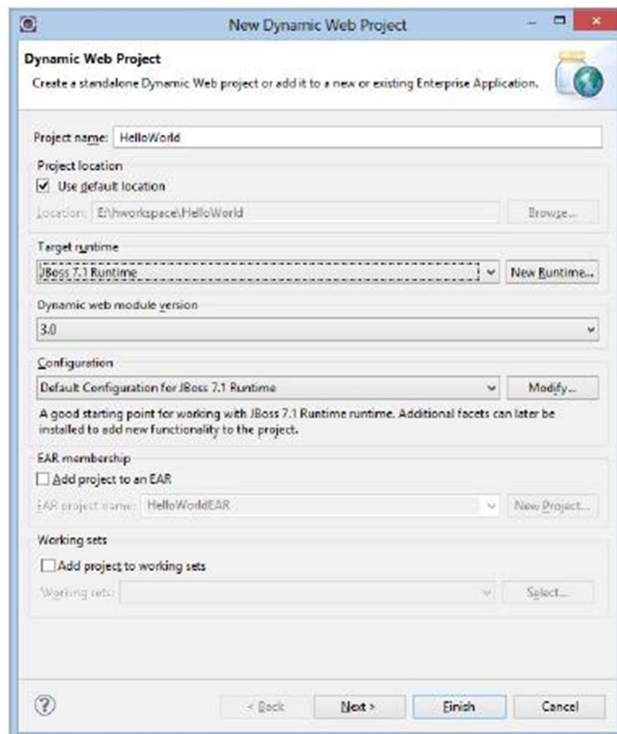 New Dynamic Web Project
Dynamic Web Project
Create a standalone Dynamic Web project or add it to a new or existing Enterprise Application.
Project name: HelloWorld
Project location
Use default location
Location: E:\hworkspace\HelloWorld Browse...
Target runtime
JBoss 7.1 Runtime New Runtime...
Dynamic web module version
3.0
Configuration
Default Configuration for JBoss 7.1 Runtime Modify...
A good starting point for working with JBoss 7.1 Runtime runtime. Additional facets can later be
installed to add new functionality to the project.
EAR membership
Add project to an EAR
EAR project name: HelloWorldEAR New Project...
Working sets
Add project to working sets
Working sets: Select...
? < Back Next > Finish Cancel